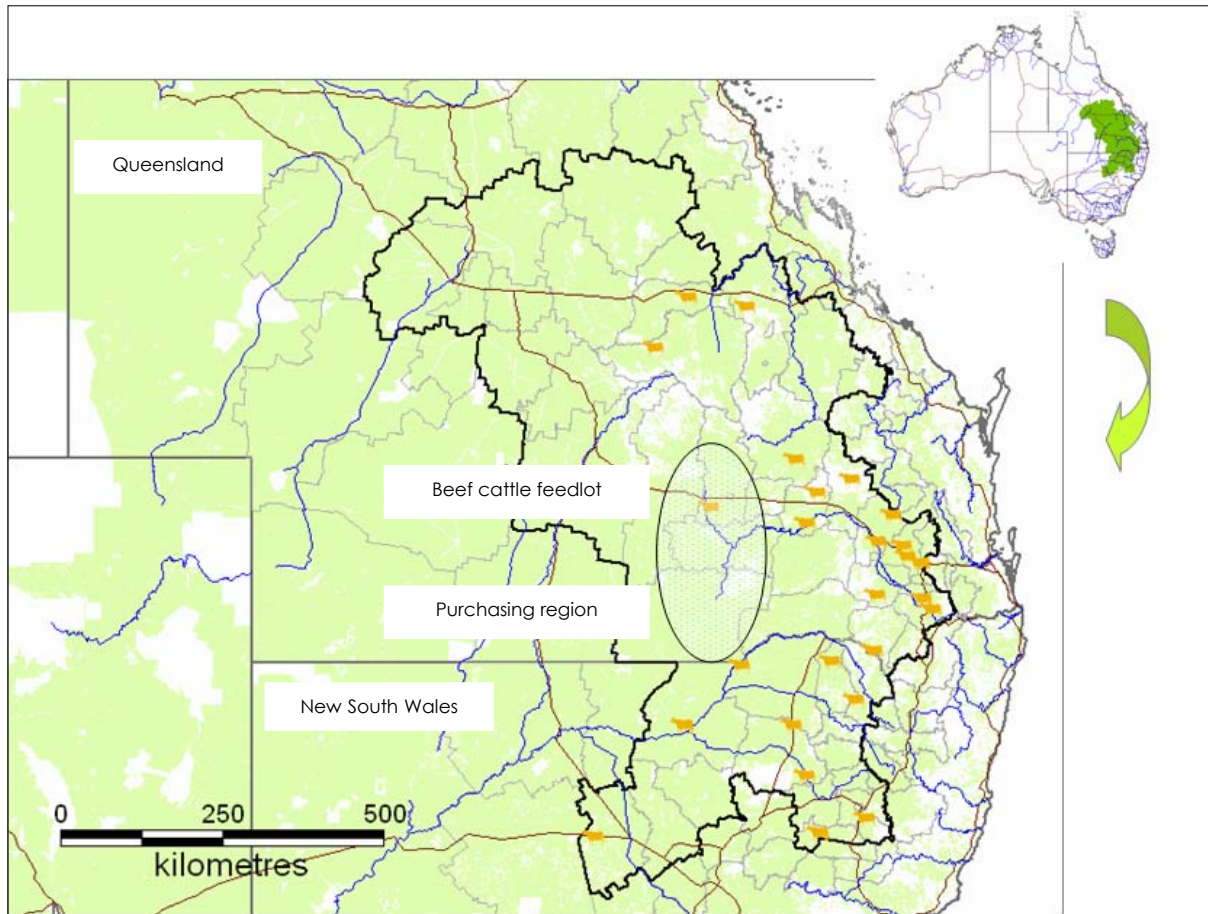 Queensland
Beef cattle feedlot
Purchasing region
New South Wales
0 250 500
kilometres